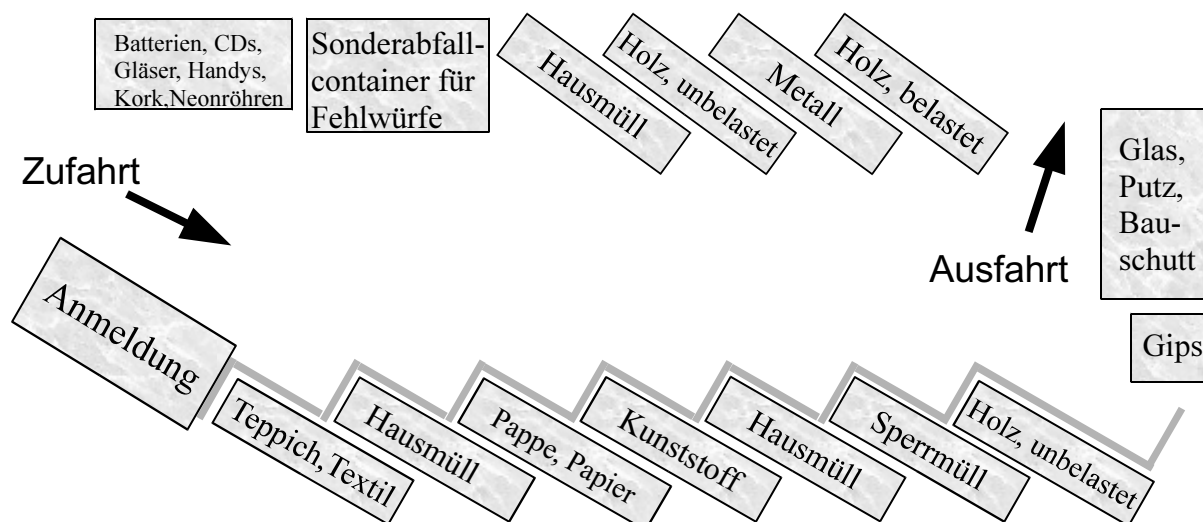 Batterien, CDs,
Gläser, Handys,
Kork,Neonröhren
Sonderabfall-
container für
Fehlwürfe
Hausmüll
Holz, unbelastet
Metall
Holz, belastet
Glas,
Putz,
Bau-
schutt
Zufahrt
Ausfahrt
Gips
Anmeldung
Teppich, Textil
Hausmüll
Pappe, Papier
Kunststoff
Hausmüll
Sperrmüll
Holz, unbelastet